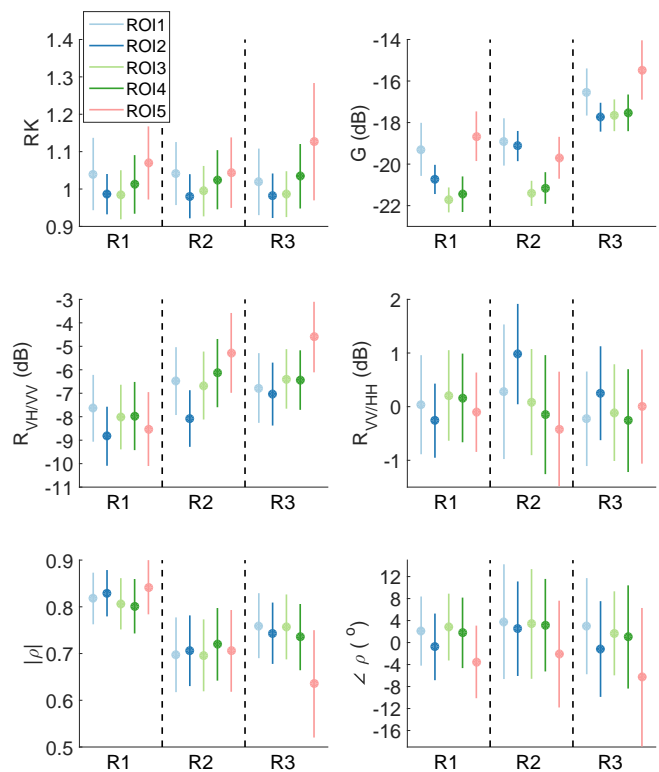 ROI1
ROI2
ROI3
ROI4
ROI5
1.4
1.3
1.2
1.1
1
0.9
RK
R1 R2 R3
-14
-16
-18
-20
-22
G (dB)
R1 R2 R3
-3
-4
-5
-6
-7
-8
-9
-10
-11
R_VH/VV (dB)
R1 R2 R3
2
1
0
-1
R_VV/HH (dB)
R1 R2 R3
0.9
0.8
0.7
0.6
0.5
|ρ|
R1 R2 R3
12
8
4
0
-4
-8
-12
-16
∠ ρ ( °)
R1 R2 R3